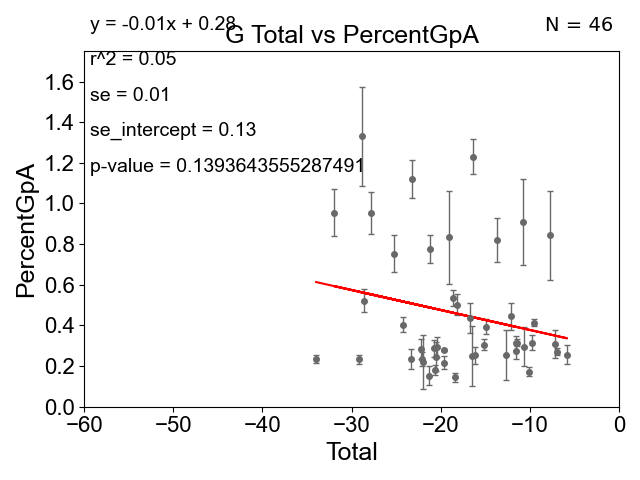 y = -0.01x + 0.28
N = 46
G Total vs PercentGpA
r^2 = 0.05
se = 0.01
se_intercept = 0.13
p-value = 0.1393643555287491
PercentGpA
1.6
1.4
1.2
1.0
0.8
0.6
0.4
0.2
0.0
−60 −50 −40 −30 −20 −10 0
Total